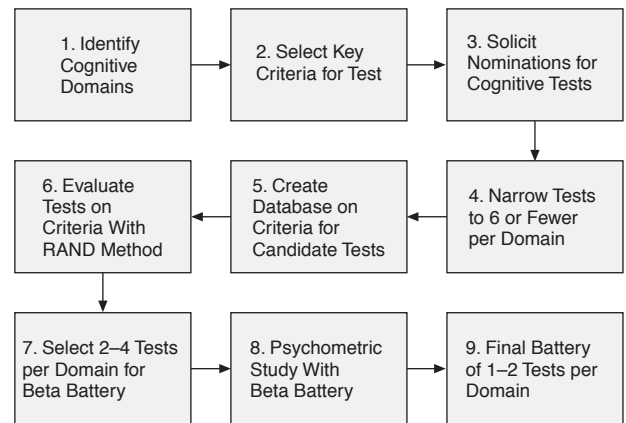 1. Identify
Cognitive
Domains
2. Select Key
Criteria for Test
3. Solicit
Nominations for
Cognitive Tests
4. Narrow Tests
to 6 or Fewer
per Domain
5. Create
Database on
Criteria for
Candidate Tests
6. Evaluate
Tests on
Criteria With
RAND Method
7. Select 2–4 Tests
per Domain for
Beta Battery
8. Psychometric
Study With
Beta Battery
9. Final Battery
of 1–2 Tests per
Domain